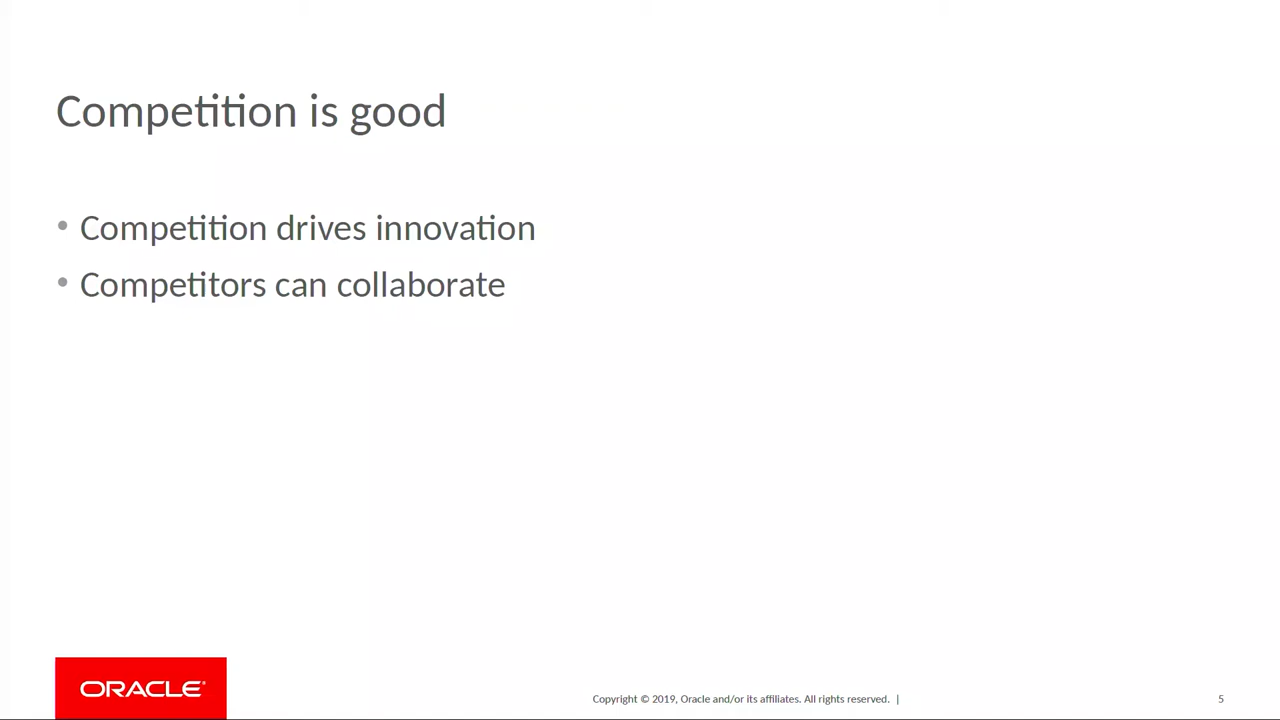 Competition is good
• Competition drives innovation
• Competitors can collaborate
ORACLE®
Copyright © 2019, Oracle and/or its affiliates. All rights reserved. |
5